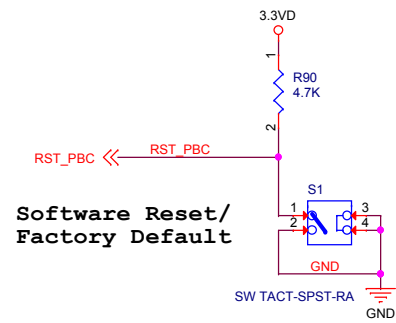 3.3VD
1
R90
4.7K
2
RST_PBC
RST_PBC
S1
1
3
2
4
Software Reset/
Factory Default
GND
SW TACT-SPST-RA
GND